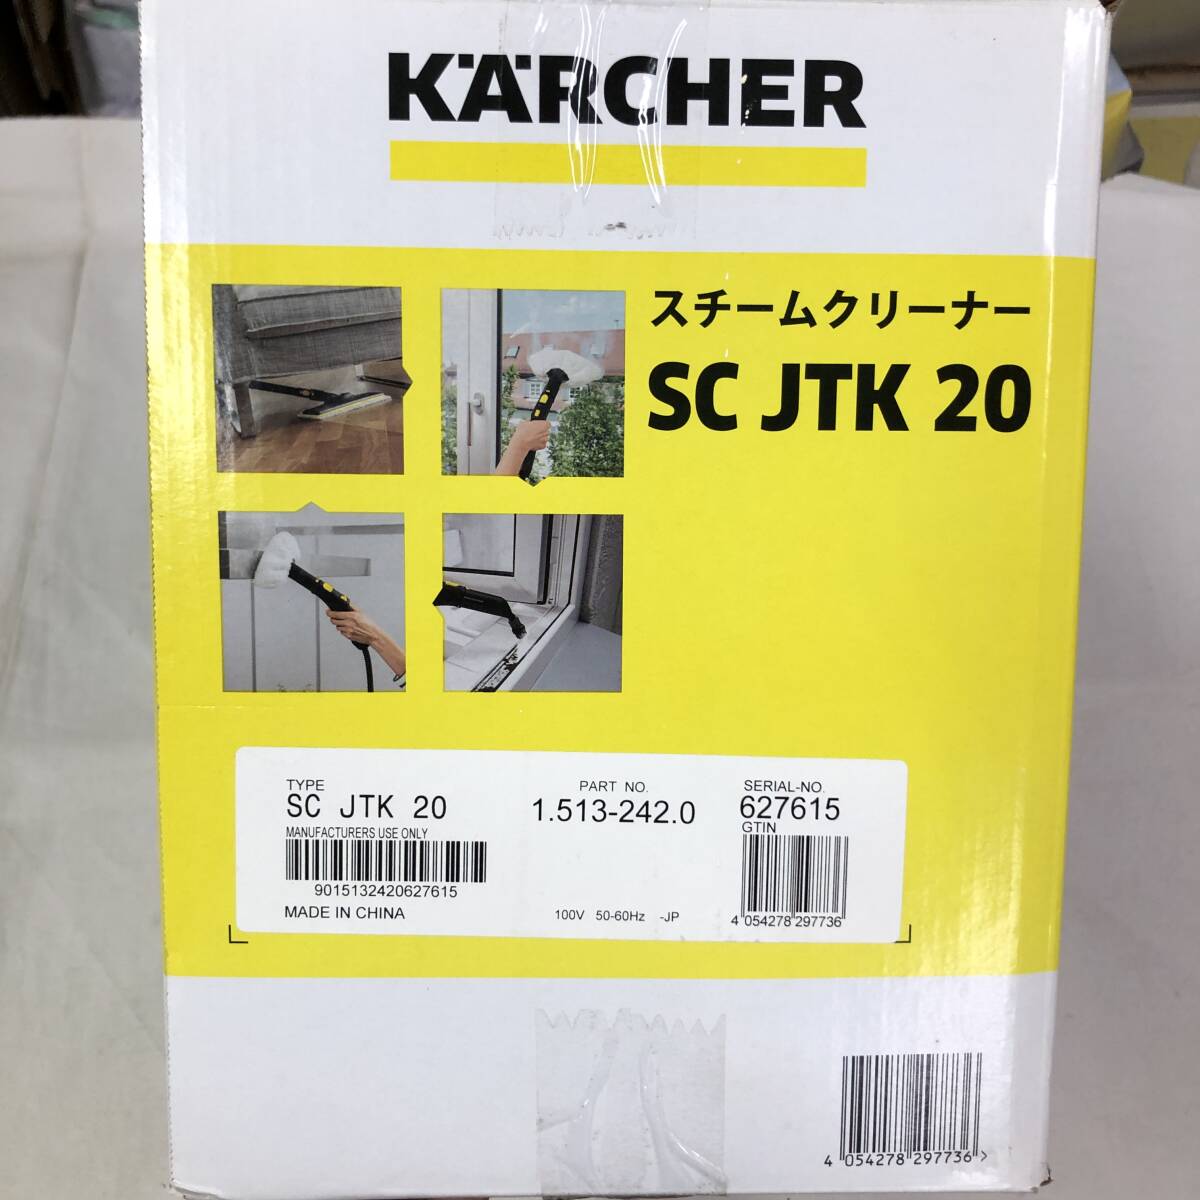 KÄRCHER
スチームクリーナー
SC JTK 20
TYPE
SC JTK 20
MANUFACTURERS USE ONLY
9015132420627615
MADE IN CHINA
PART NO.
1.513-242.0
100V 50-60Hz -JP
SERIAL-NO.
627615
GTIN
4 054278 297736
4 054278 297736 >